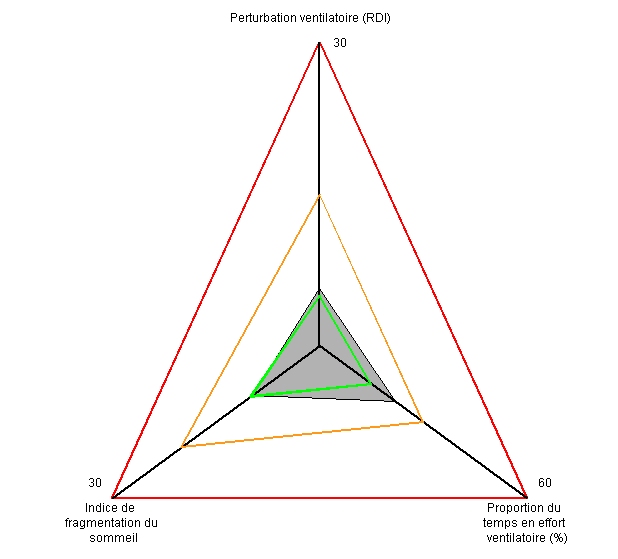 Perturbation ventilatoire (RDI)
30
30
60
Indice de
fragmentation du
sommeil
Proportion du
temps en effort
ventilatoire (%)